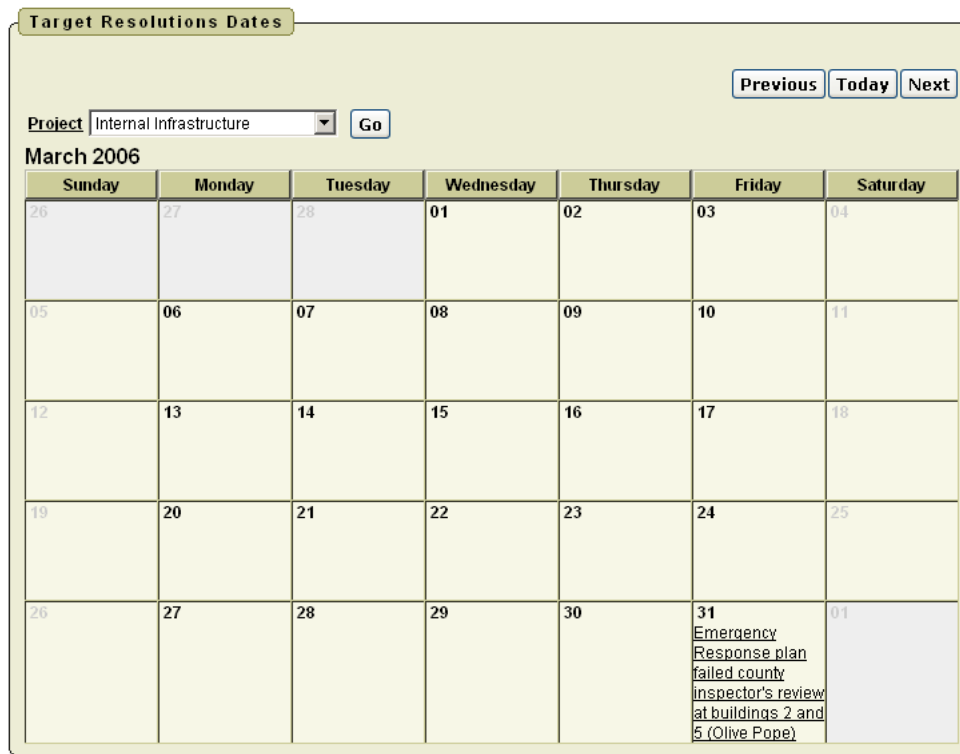 Target Resolutions Dates
Previous Today Next
Project Internal Infrastructure Go
March 2006
Sunday Monday Tuesday Wednesday Thursday Friday Saturday
26 27 28 01 02 03 04
05 06 07 08 09 10 11
12 13 14 15 16 17 18
19 20 21 22 23 24 25
26 27 28 29 30 31 01
Emergency
Response plan
failed county
inspector's review
at buildings 2 and
5 (Olive Pope)